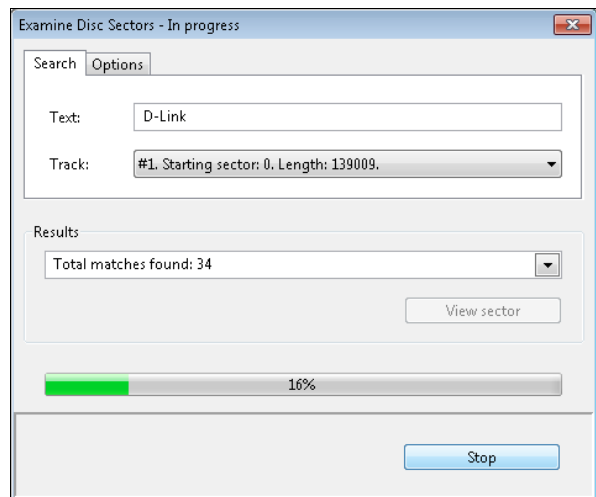 Examine Disc Sectors - In progress
Search Options
Text: D-Link
Track: #1. Starting sector: 0. Length: 139009.
Results
Total matches found: 34
View sector
16%
Stop